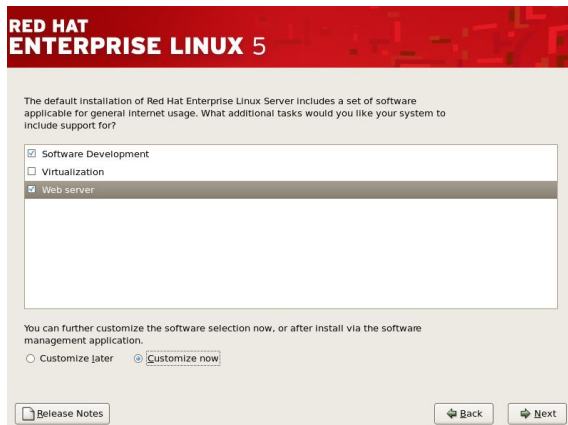 RED HAT
ENTERPRISE LINUX 5
The default installation of Red Hat Enterprise Linux Server includes a set of software
applicable for general internet usage. What additional tasks would you like your system to
include support for?
Software Development
Virtualization
Web server
You can further customize the software selection now, or after install via the software
management application.
Customize later
Customize now
Release Notes
Back
Next